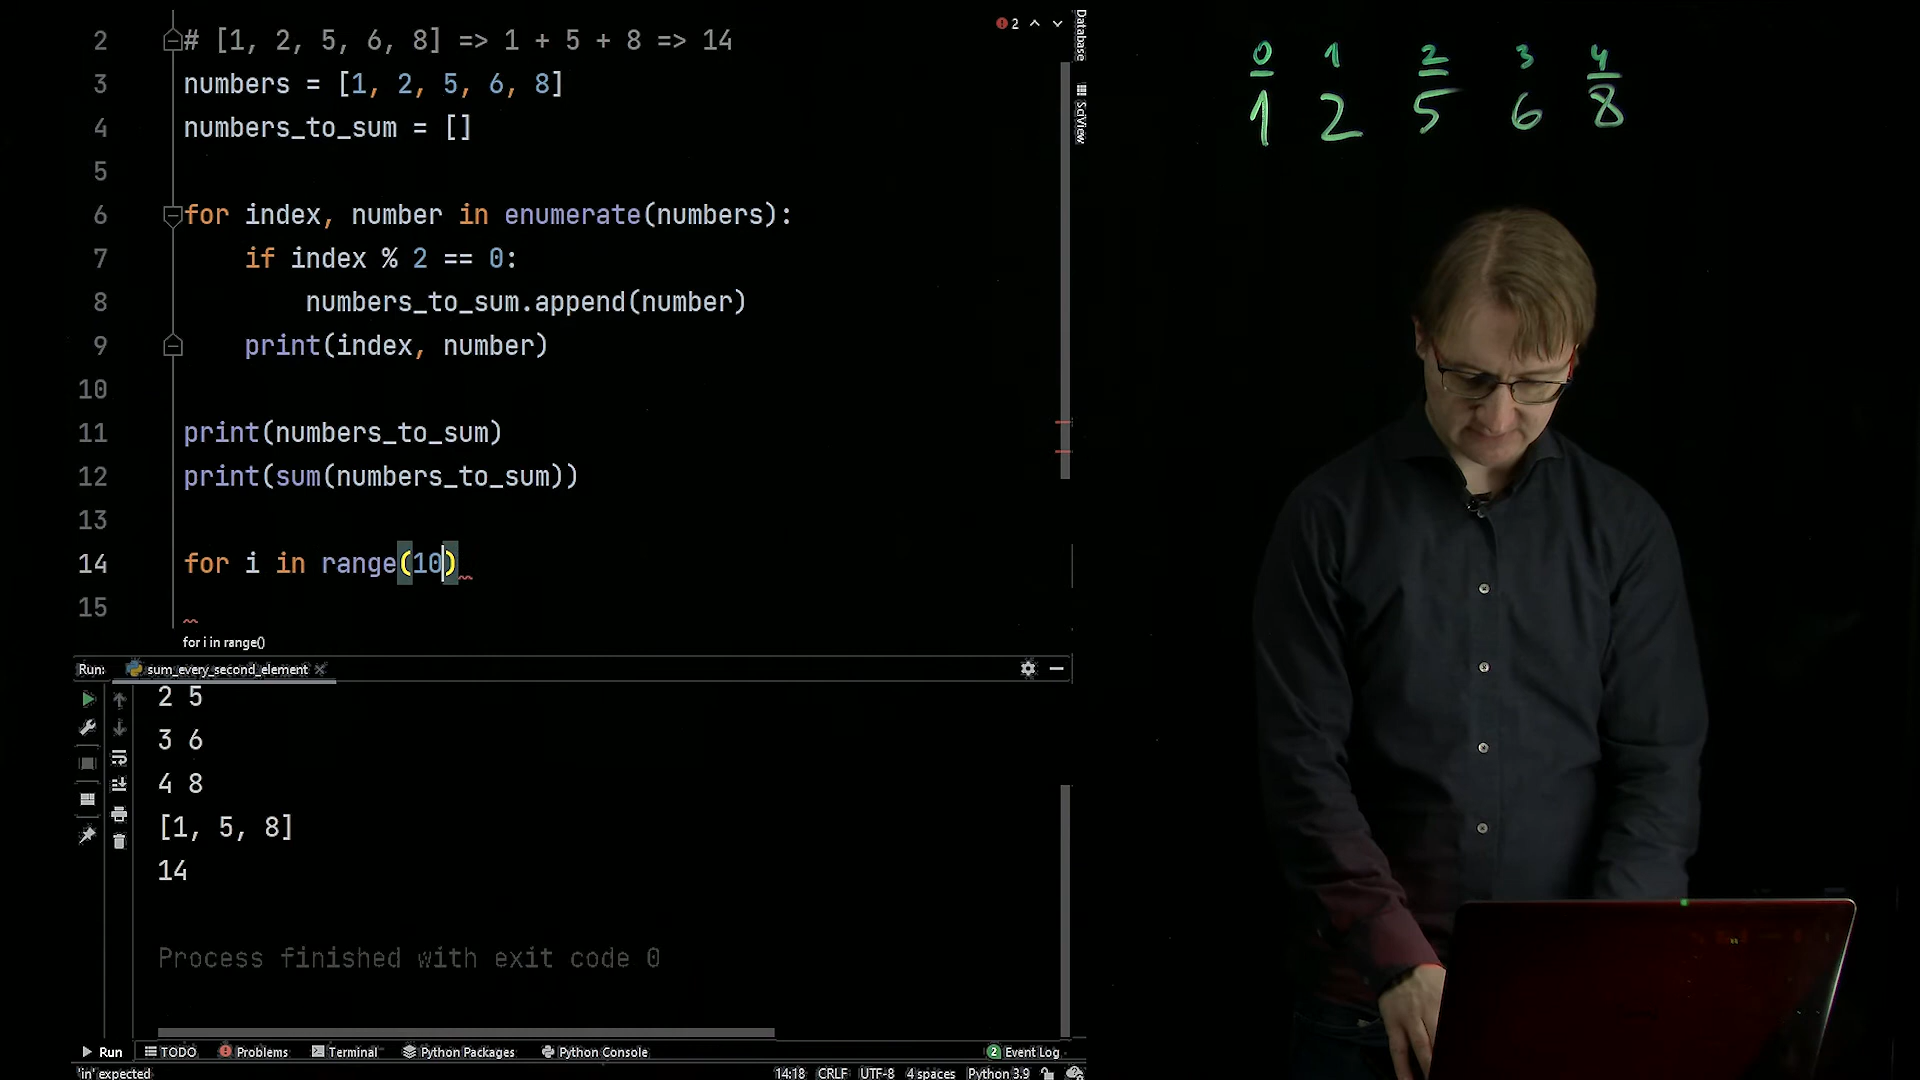 2 # [1, 2, 5, 6, 8] => 1 + 5 + 8 => 14
3 numbers = [1, 2, 5, 6, 8]
4 numbers_to_sum = []
5
6 for index, number in enumerate(numbers):
7 if index % 2 == 0:
8 numbers_to_sum.append(number)
9 print(index, number)
10
11 print(numbers_to_sum)
12 print(sum(numbers_to_sum))
13
14 for i in range(10)
15
for i in range()
2
Database
SciView
Run: sum_every_second_element
2 5
3 6
4 8
[1, 5, 8]
14
Process finished with exit code 0
Run TODO Problems Terminal Python Packages Python Console 2 Event Log
'in' expected 14:18 CRLF UTF-8 4 spaces Python 3.9
0 1 2 3 4
1 2 5 6 8